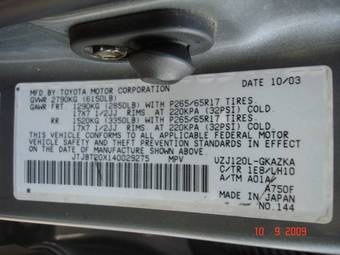 MFD BY: TOYOTA MOTOR CORPORATION 10/03
GVWR 2790KG (6150LB)
GAWR FRT 1290KG (2850LB) WITH P265/65R17 TIRES.
17X7 1/2JJ RIMS. AT 220KPA (32PSI) COLD.
RR 1520KG (3350LB) WITH P265/65R17 TIRES.
17X7 1/2JJ RIMS. AT 220KPA (32PSI) COLD.
THIS VEHICLE CONFORMS TO ALL APPLICABLE FEDERAL MOTOR
VEHICLE SAFETY AND THEFT PREVENTION STANDARDS IN
EFFECT ON THE DATE OF MANUFACTURE SHOWN ABOVE.
JTJBT20X140029275 MPV UZJ120L-GKAZKA
C/TR 1E8/LH10
A/TM A01A/
A750F
NO.144
10 9 2009